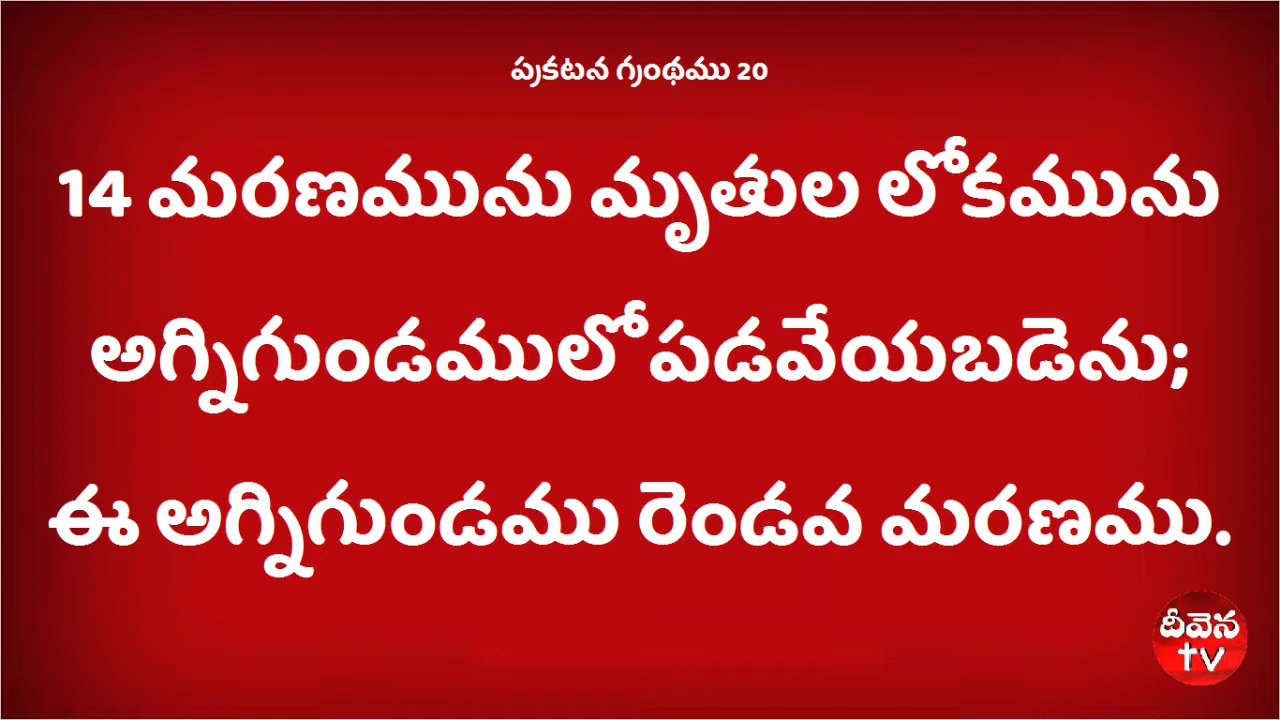 ప్రకటన గ్రంథము 20
14 మరణమును మృతుల లోకమును
అగ్నిగుండములో పడవేయబడెను;
ఈ అగ్నిగుండము రెండవ మరణము.
దీవెన
tv